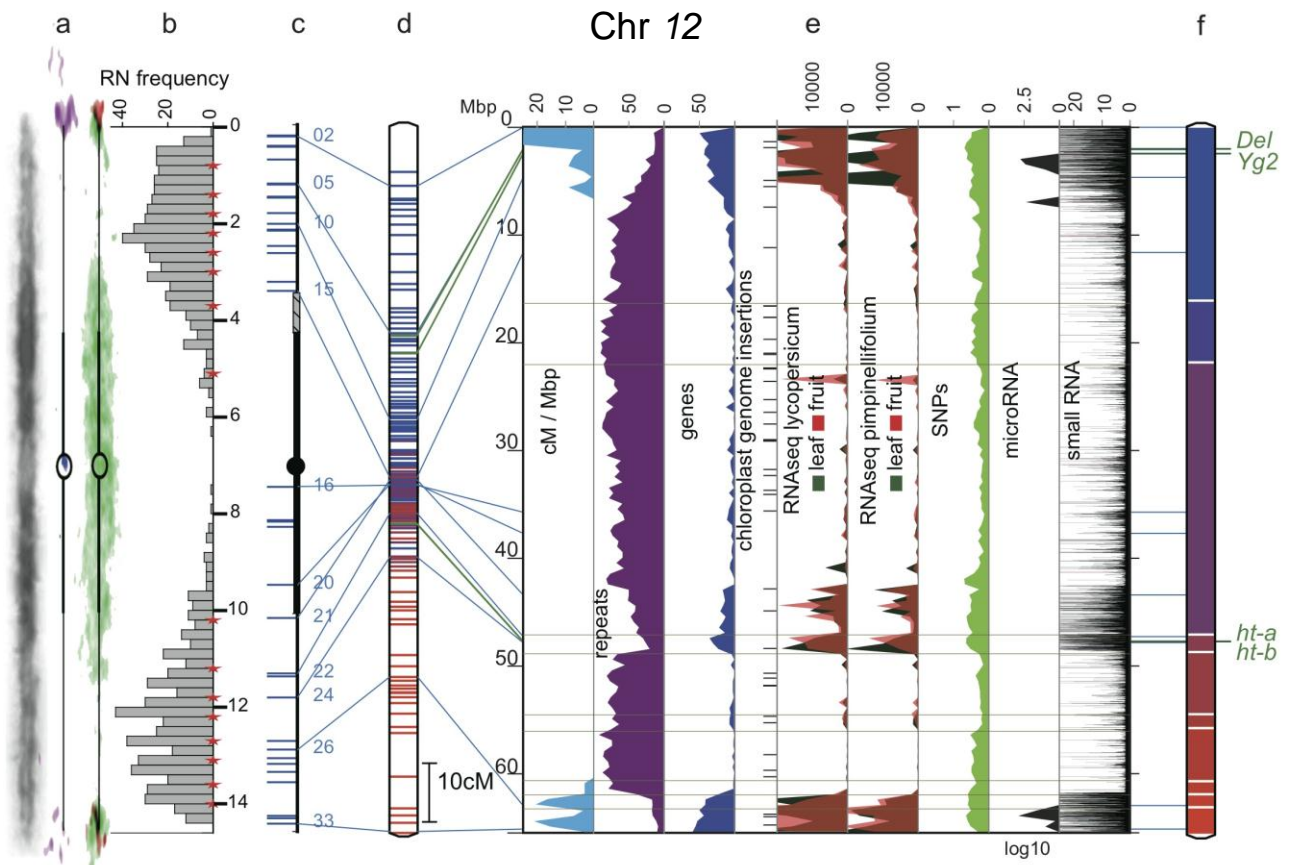 a b c d Chr 12 e f
RN frequency
40 20 0
0
2
4
6
8
10
12
14
02
05
10
15
16
20
21
22
24
26
33
10cM
Mbp
0
10
20
30
40
50
60
20 10 0
cM / Mbp
50 0
repeats
50
genes
chloroplast genome insertions
10000 0
RNAseq lycopersicum
leaf fruit
10000 0
RNAseq pimpinellifolium
leaf fruit
1 0
SNPs
2.5 0
microRNA
20 10 0
small RNA
log10
Del
Yg2
ht-a
ht-b